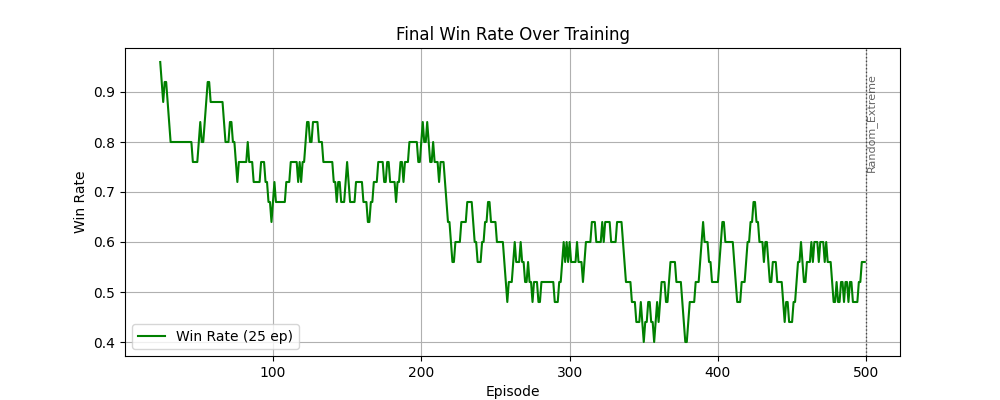 Final Win Rate Over Training
Win Rate
0.9
0.8
0.7
0.6
0.5
0.4
Random_Extreme
Win Rate (25 ep)
100
200
300
400
500
Episode